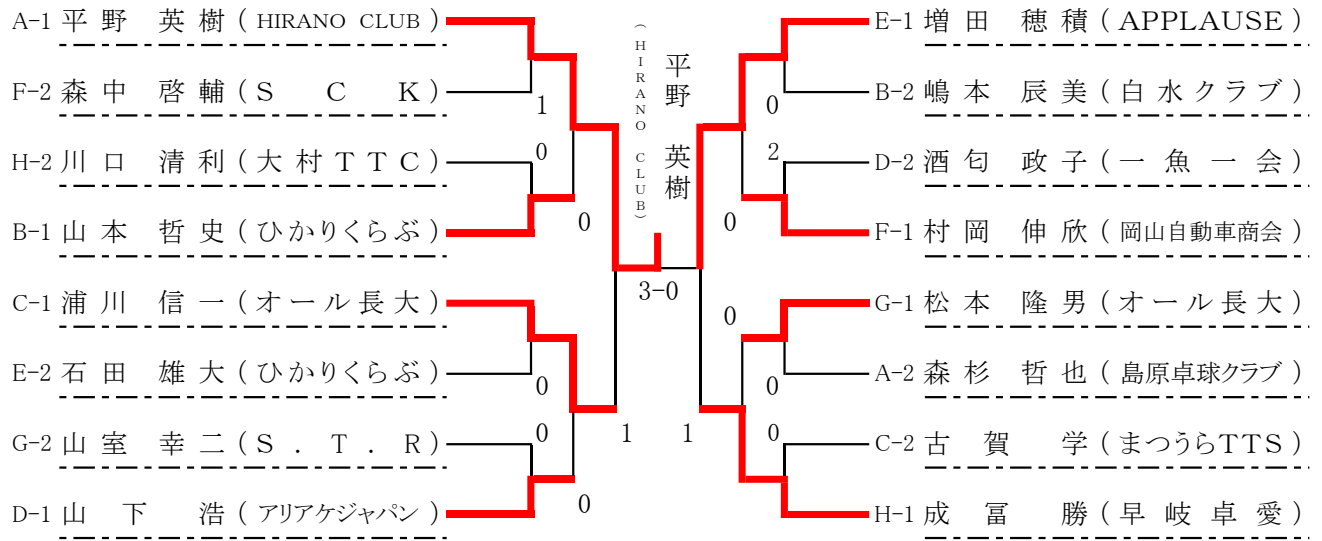 A-1 平野 英樹 ( HIRANO CLUB )
F-2 森中 啓輔 ( S C K )
1
H-2 川口 清利 ( 大村TTC )
0
B-1 山本 哲史 ( ひかりくらぶ )
0
C-1 浦川 信一 ( オール長大 )
E-2 石田 雄大 ( ひかりくらぶ )
0
G-2 山室 幸二 ( S . T . R )
0
1
D-1 山下 浩 ( アリアケジャパン )
0
平野 英樹
( HIRANO CLUB )
3-0
E-1 増田 穂積 ( APPLAUSE )
B-2 嶋本 辰美 ( 白水クラブ )
0
D-2 酒匂 政子 ( 一魚一会 )
2
F-1 村岡 伸欣 ( 岡山自動車商会 )
0
G-1 松本 隆男 ( オール長大 )
0
A-2 森杉 哲也 ( 島原卓球クラブ )
0
C-2 古賀 学 ( まつうらTTS )
0
1
H-1 成冨 勝 ( 早岐卓愛 )